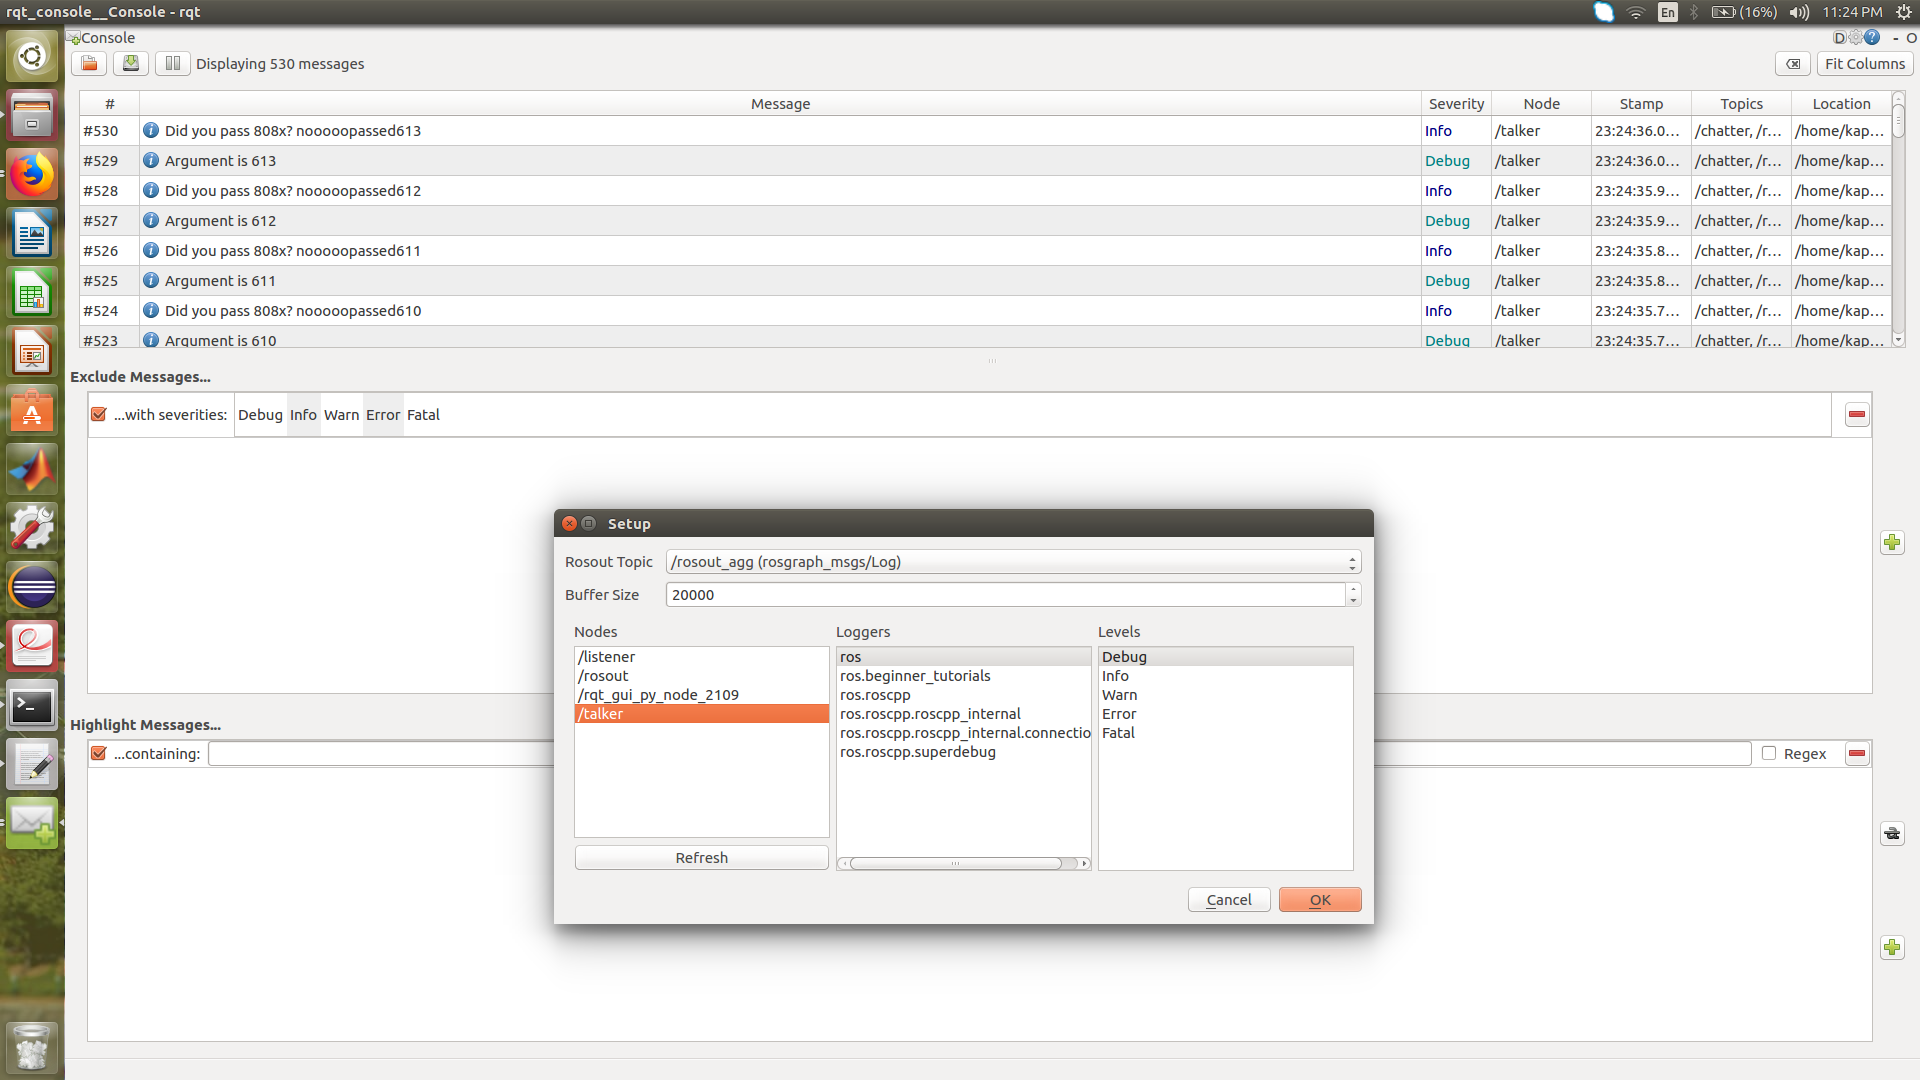 rqt_console__Console - rqt
En
(16%)
11:24 PM
Console
D
- O
Displaying 530 messages
Fit Columns
# Message Severity Node Stamp Topics Location
#530 Did you pass 808x? nooooopassed613 Info /talker 23:24:36.0... /chatter, /r... /home/kap...
#529 Argument is 613 Debug /talker 23:24:36.0... /chatter, /r... /home/kap...
#528 Did you pass 808x? nooooopassed612 Info /talker 23:24:35.9... /chatter, /r... /home/kap...
#527 Argument is 612 Debug /talker 23:24:35.9... /chatter, /r... /home/kap...
#526 Did you pass 808x? nooooopassed611 Info /talker 23:24:35.8... /chatter, /r... /home/kap...
#525 Argument is 611 Debug /talker 23:24:35.8... /chatter, /r... /home/kap...
#524 Did you pass 808x? nooooopassed610 Info /talker 23:24:35.7... /chatter, /r... /home/kap...
#523 Argument is 610 Debug /talker 23:24:35.7... /chatter, /r... /home/kap...
Exclude Messages...
...with severities: Debug Info Warn Error Fatal
Setup
Rosout Topic /rosout_agg (rosgraph_msgs/Log)
Buffer Size 20000
Nodes
/listener
/rosout
/rqt_gui_py_node_2109
/talker
Refresh
Loggers
ros
ros.beginner_tutorials
ros.roscpp
ros.roscpp.roscpp_internal
ros.roscpp.roscpp_internal.connectio
ros.roscpp.superdebug
Levels
Debug
Info
Warn
Error
Fatal
Cancel
OK
Highlight Messages...
...containing:
Regex